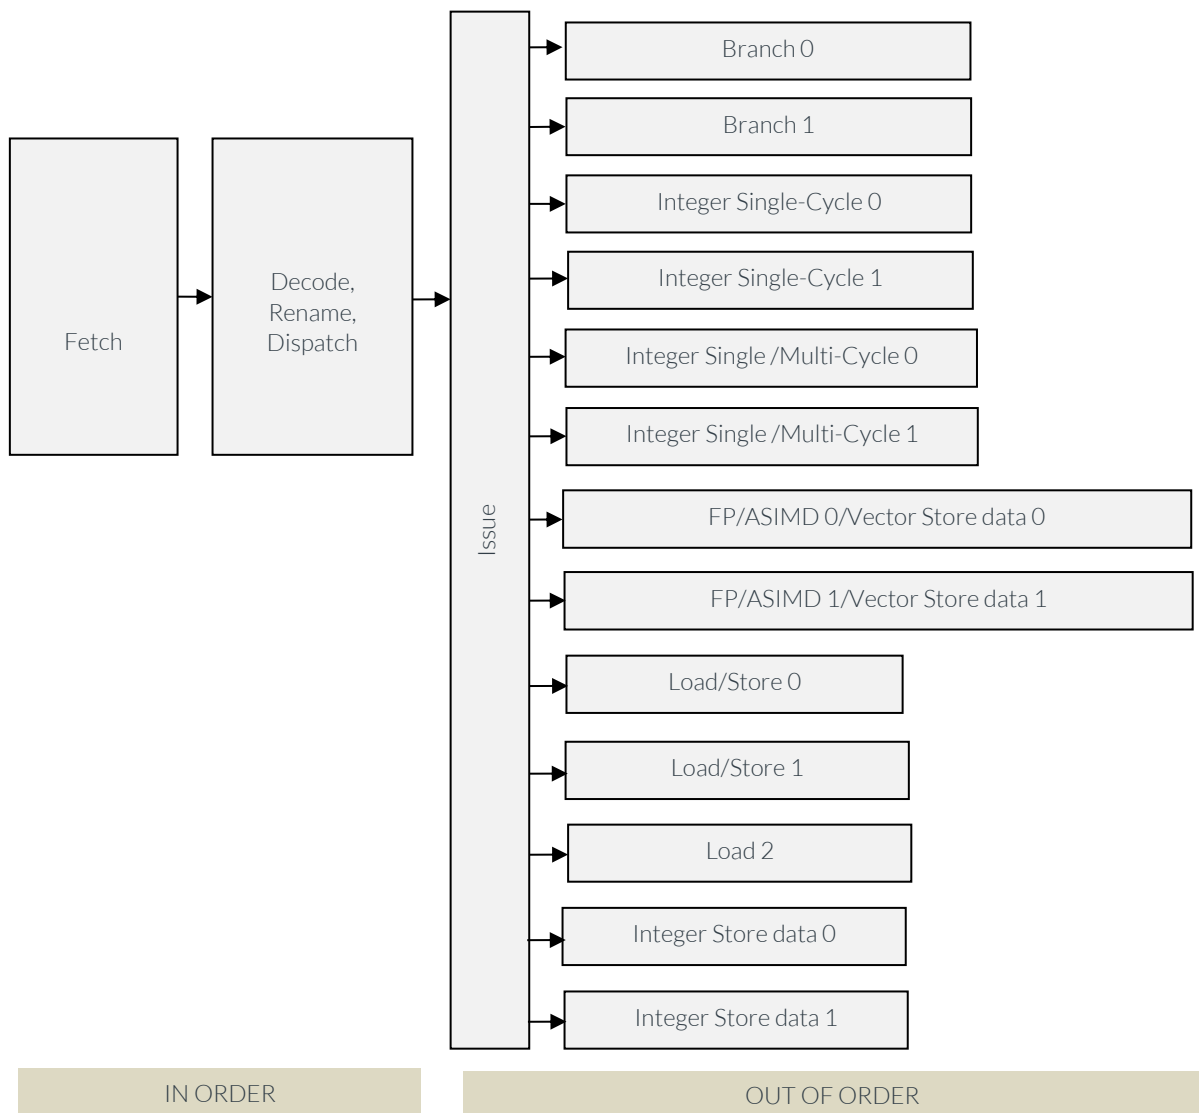 Fetch
Decode,
Rename,
Dispatch
Issue
Branch 0
Branch 1
Integer Single-Cycle 0
Integer Single-Cycle 1
Integer Single /Multi-Cycle 0
Integer Single /Multi-Cycle 1
FP/ASIMD 0/Vector Store data 0
FP/ASIMD 1/Vector Store data 1
Load/Store 0
Load/Store 1
Load 2
Integer Store data 0
Integer Store data 1
IN ORDER
OUT OF ORDER